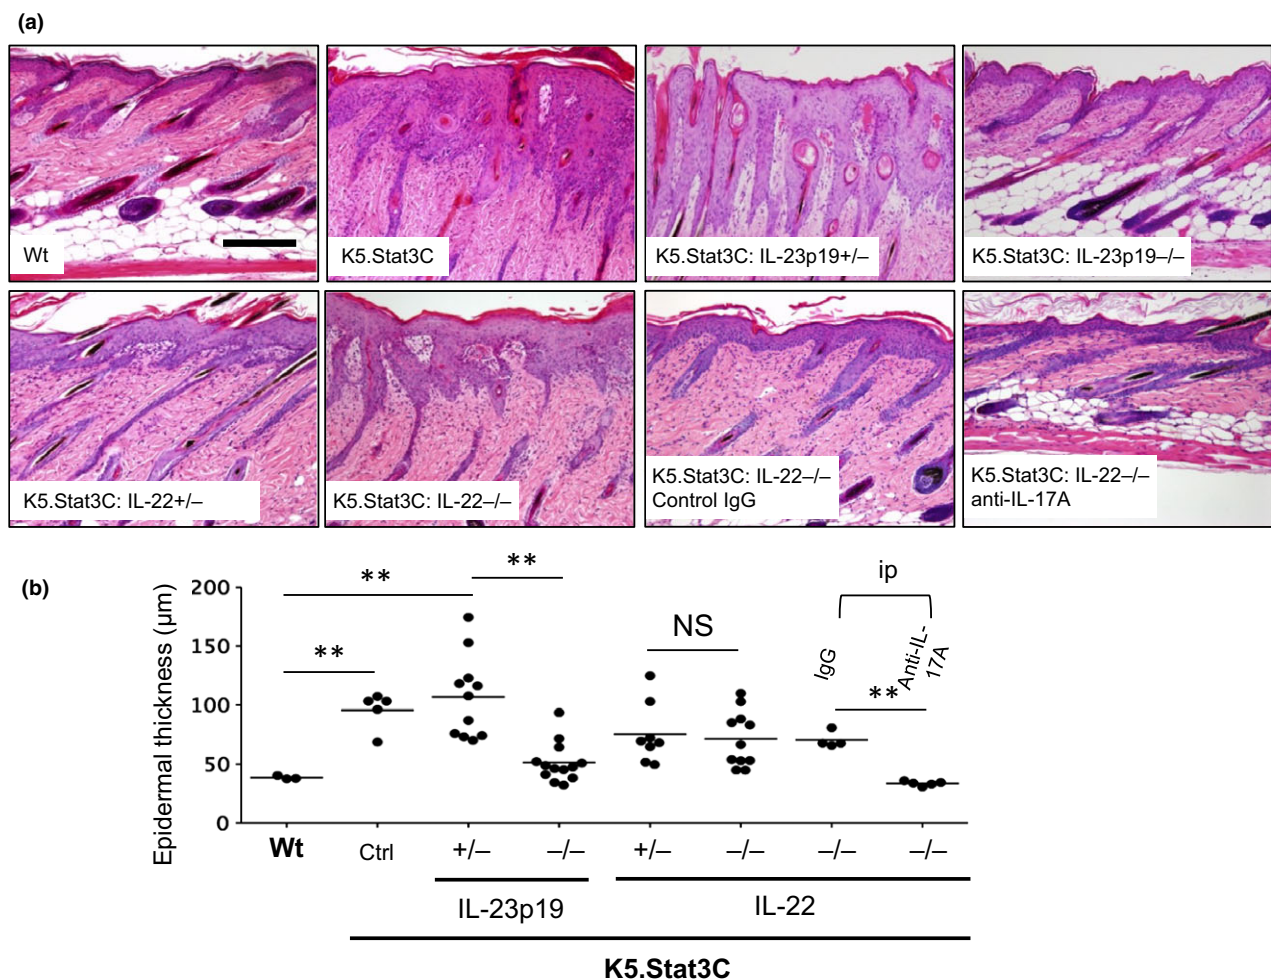 (a)
Wt
K5.Stat3C
K5.Stat3C: IL-23p19+/–
K5.Stat3C: IL-23p19–/–
K5.Stat3C: IL-22+/–
K5.Stat3C: IL-22–/–
K5.Stat3C: IL-22–/–
Control IgG
K5.Stat3C: IL-22–/–
anti-IL-17A
(b)
Epidermal thickness (µm)
200
150
100
50
0
**
**
**
NS
ip
IgG
Anti-IL-
17A
**
Wt
Ctrl
+/–
–/–
+/–
–/–
–/–
–/–
IL-23p19
IL-22
K5.Stat3C